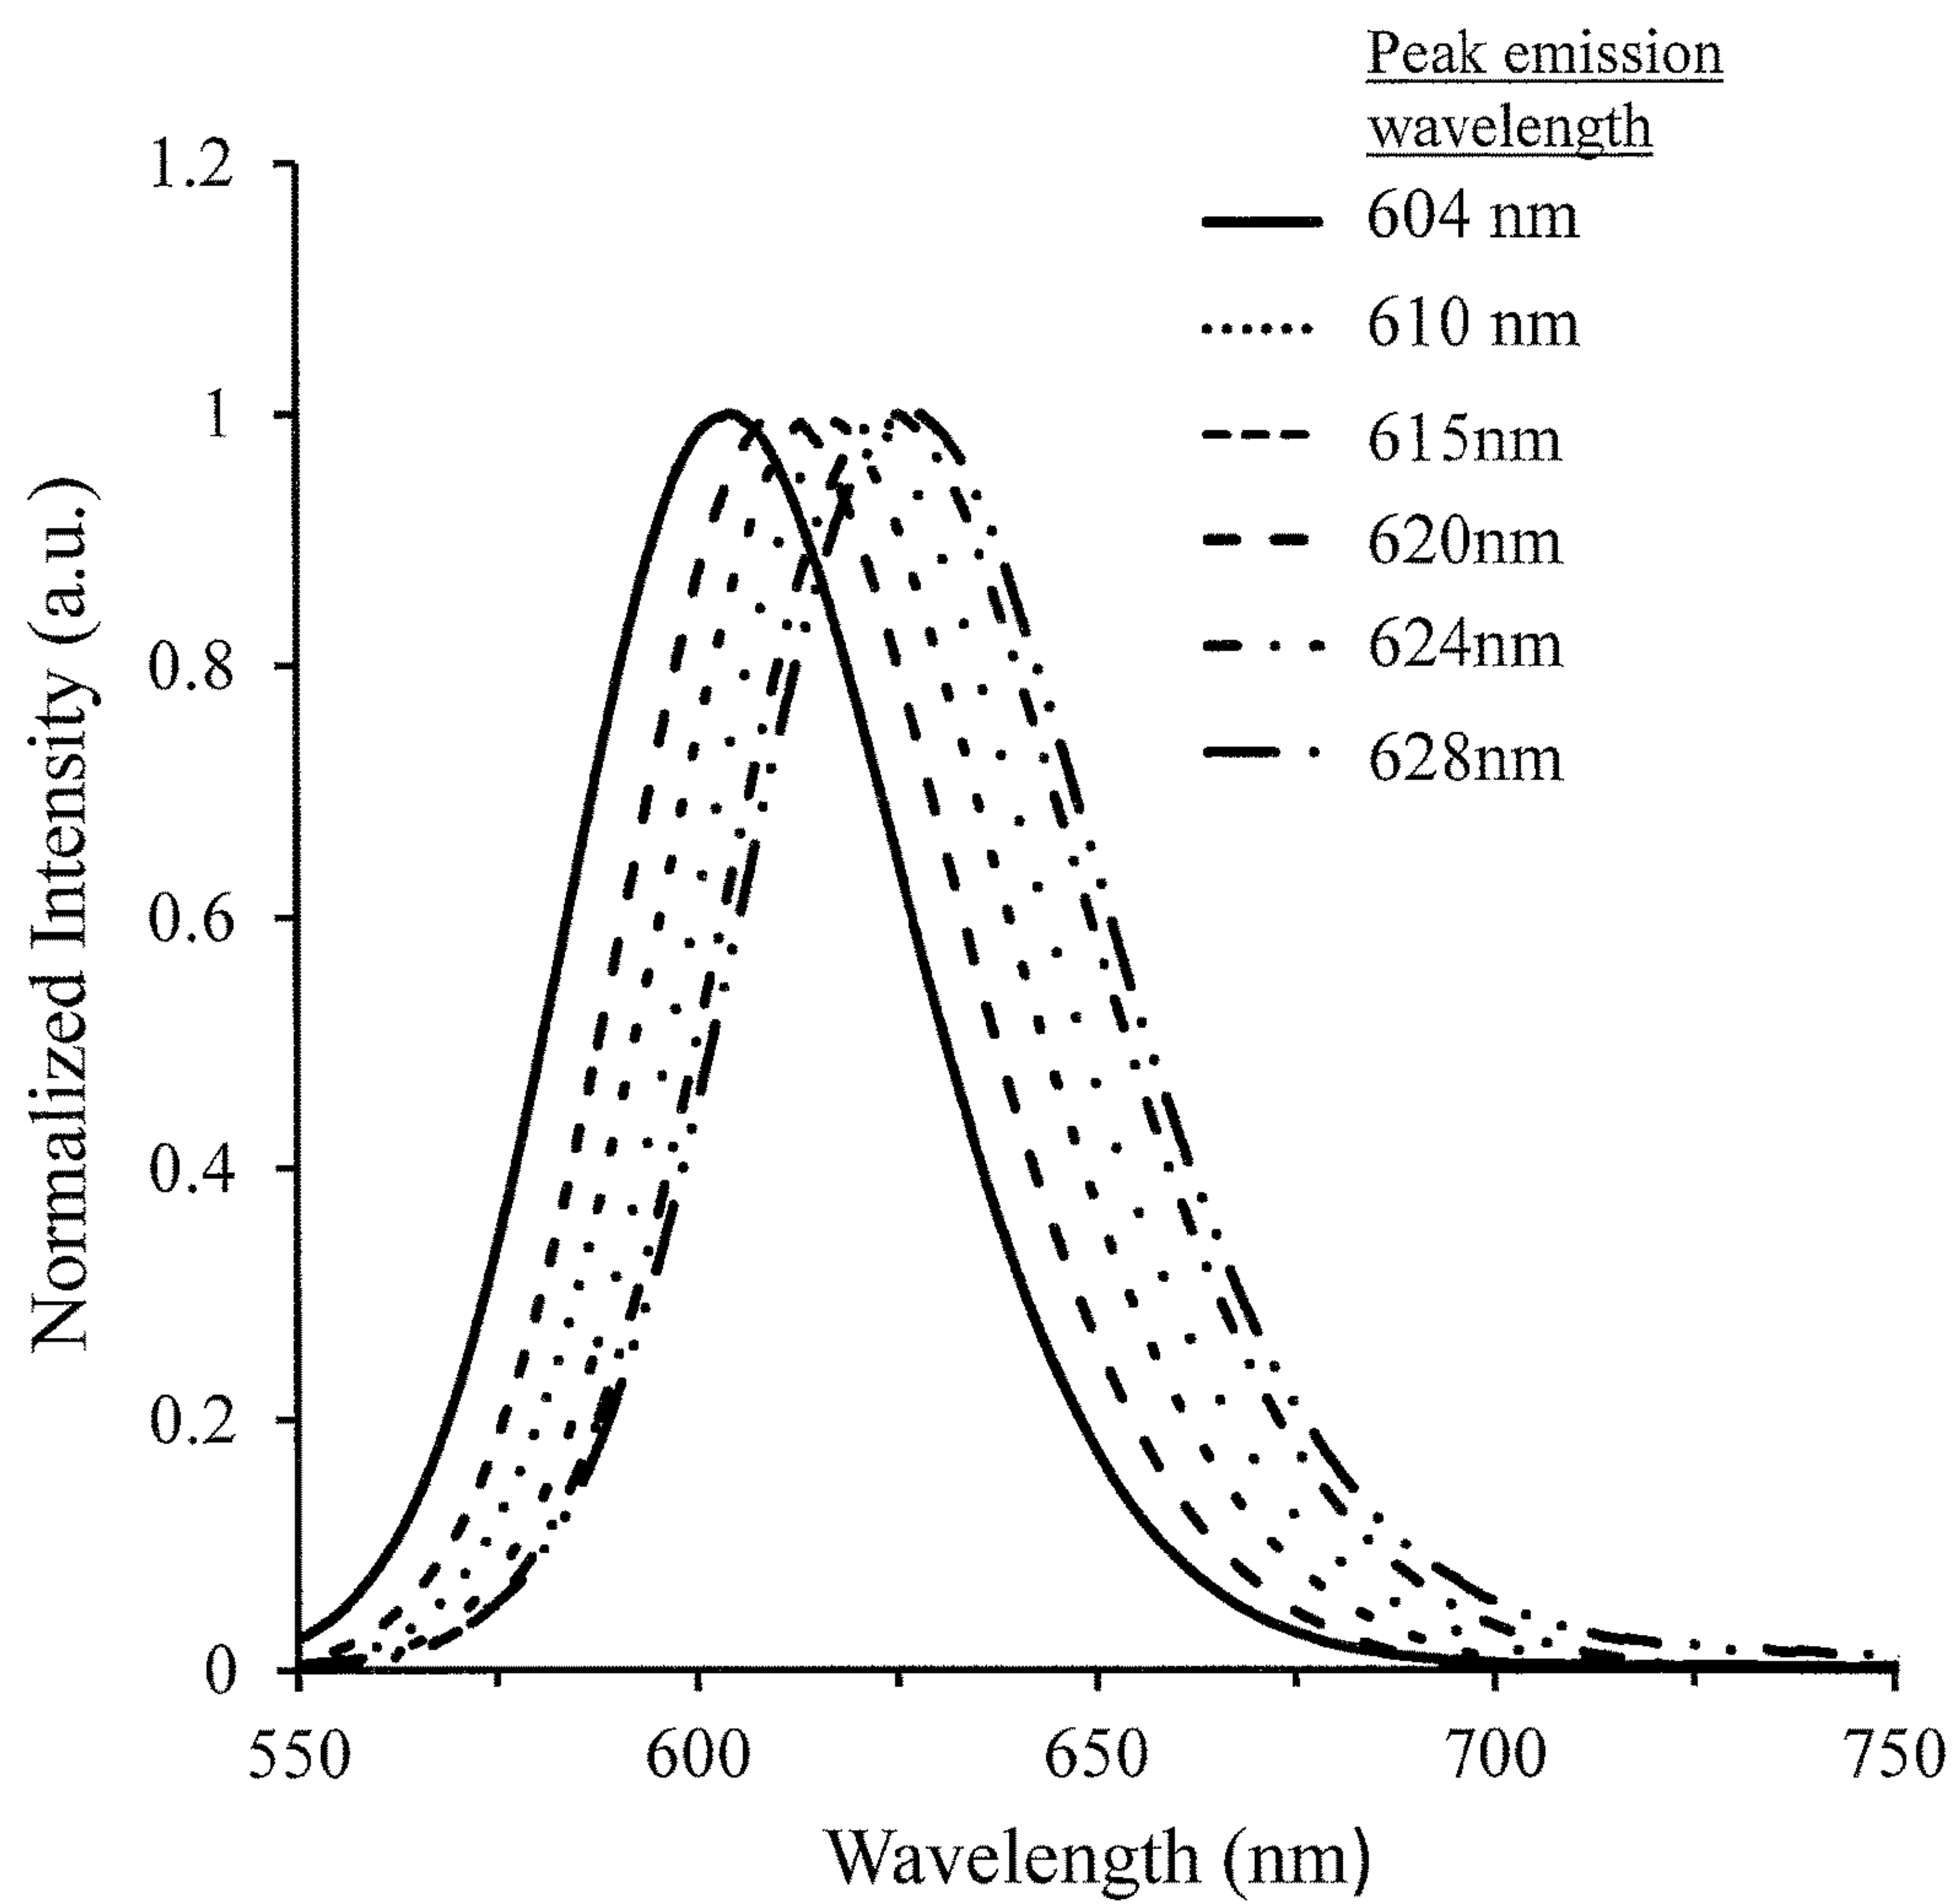 Peak emission
wavelength
604 nm
610 nm
615nm
620nm
624nm
628nm
Normalized Intensity (a.u.)
1.2
1
0.8
0.6
0.4
0.2
0
550 600 650 700 750
Wavelength (nm)